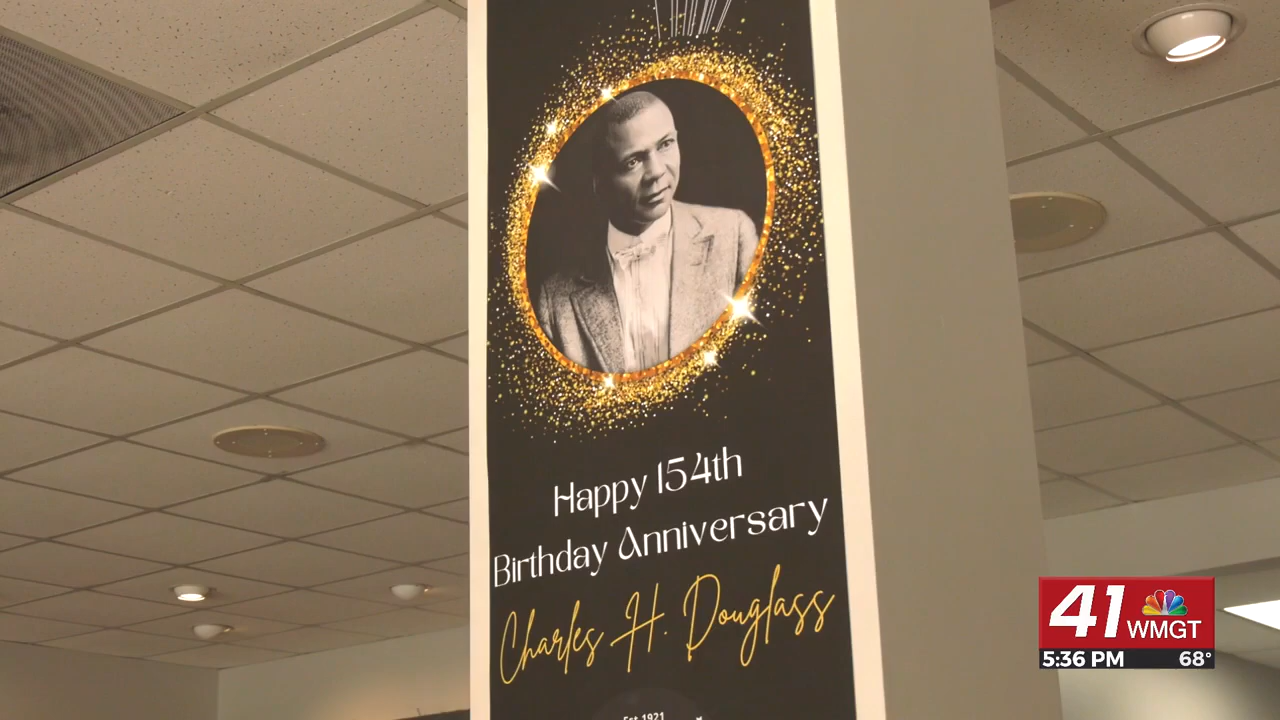 Happy 154th
Birthday Anniversary
Charles H. Douglass
Est 1921
41
WMGT
5:36 PM 68°